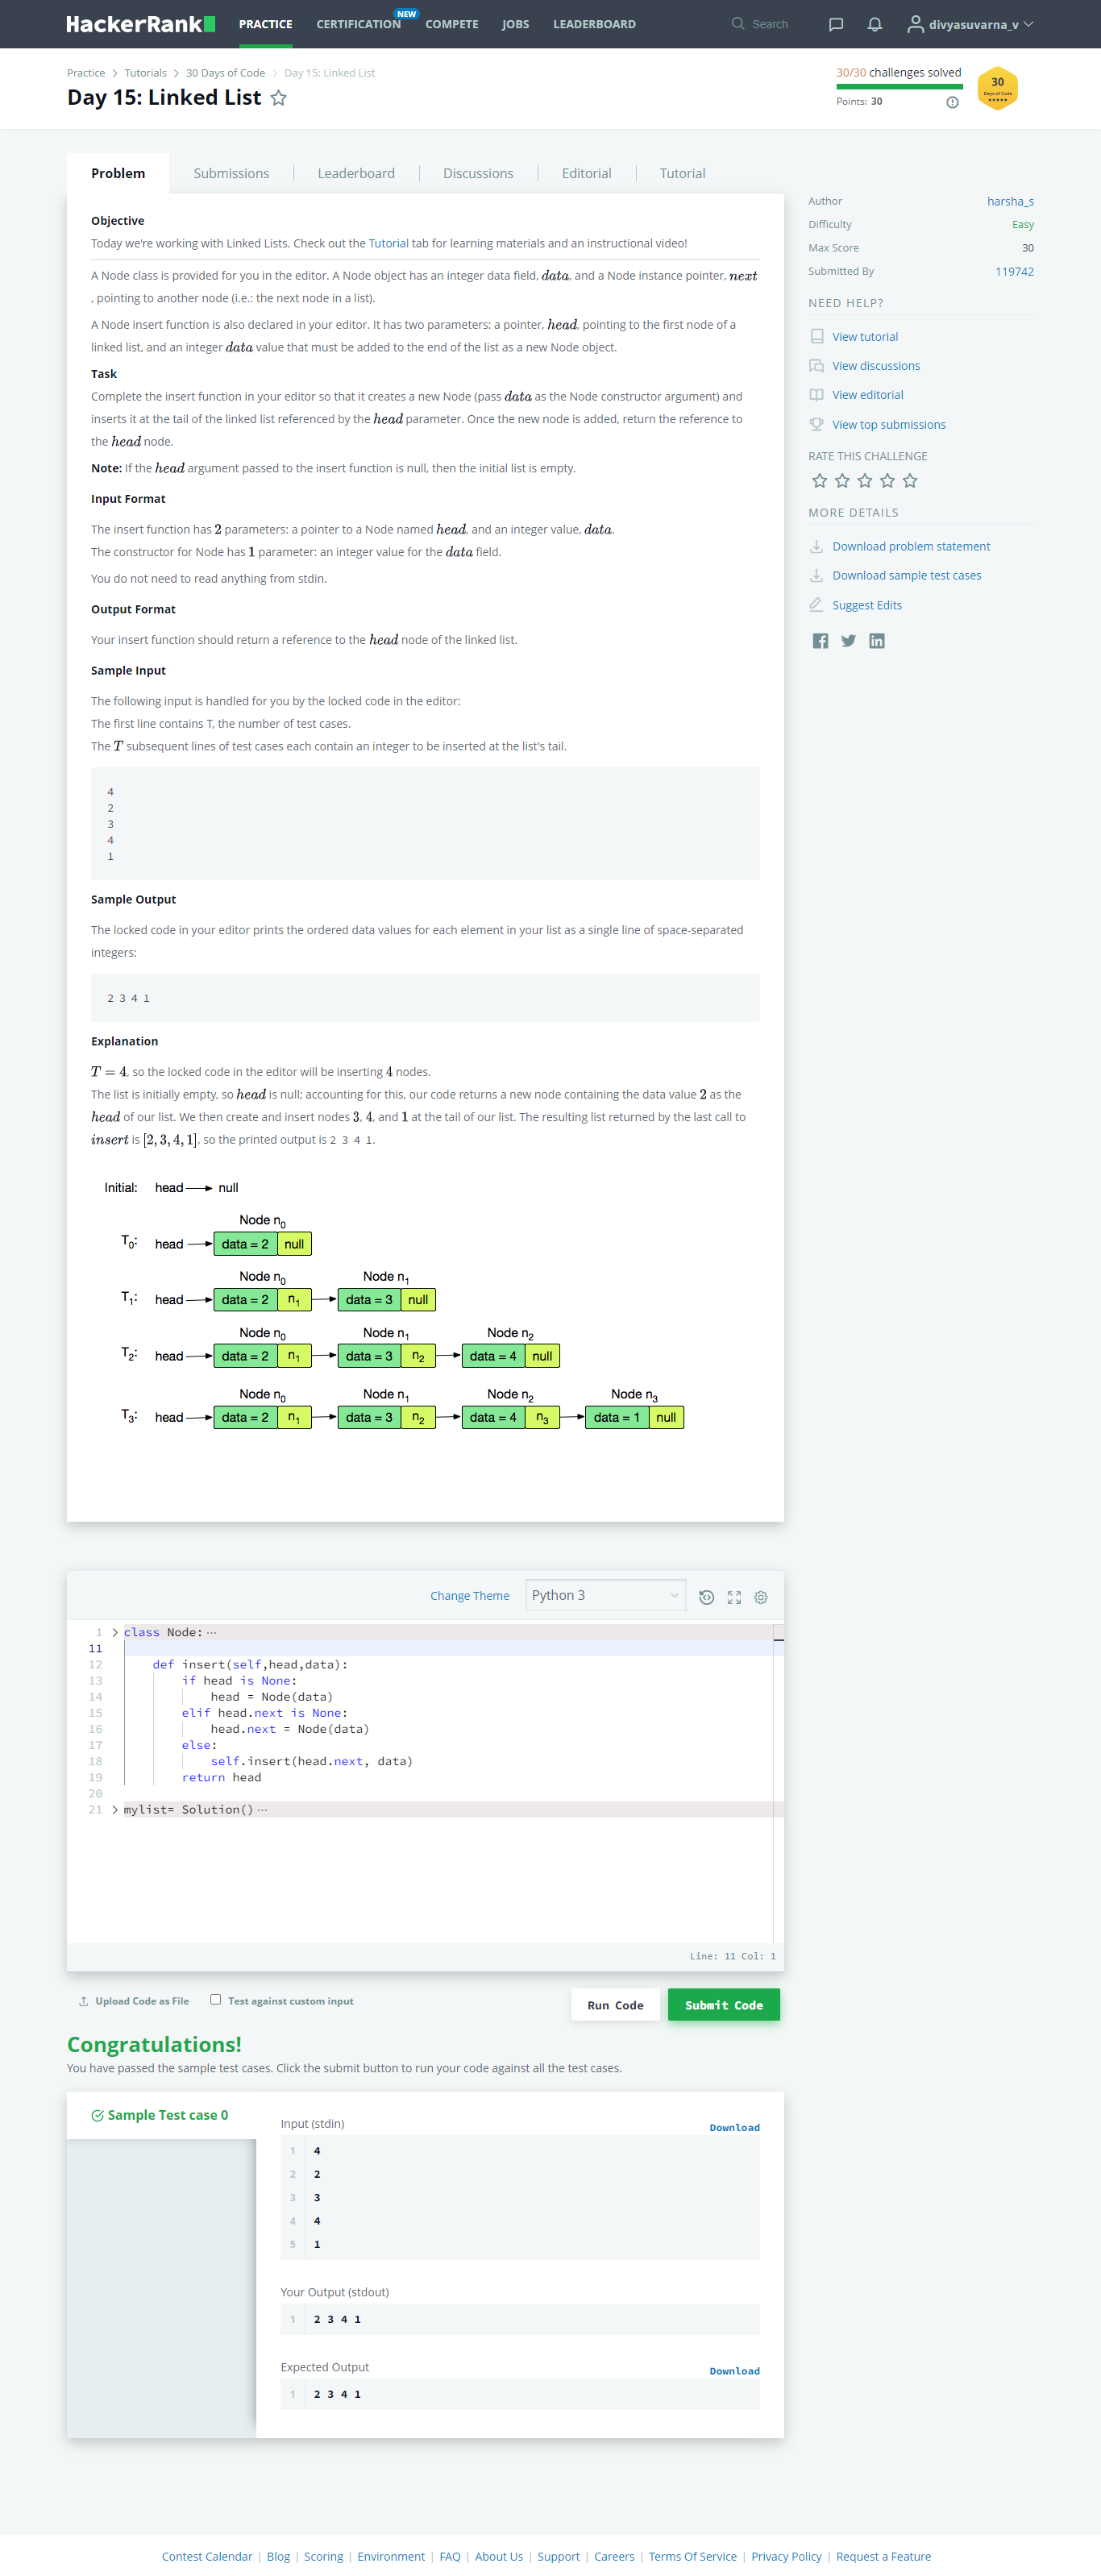 HackerRank PRACTICE CERTIFICATION NEW COMPETE JOBS LEADERBOARD Search divyasuvarna_v
Practice > Tutorials > 30 Days of Code > Day 15: Linked List
Day 15: Linked List
30/30 challenges solved
Points: 30
30
Days of Code
Problem Submissions Leaderboard Discussions Editorial Tutorial
Objective
Today we're working with Linked Lists. Check out the Tutorial tab for learning materials and an instructional video!
A Node class is provided for you in the editor. A Node object has an integer data field, data, and a Node instance pointer, next
, pointing to another node (i.e.: the next node in a list).
A Node insert function is also declared in your editor. It has two parameters: a pointer, head, pointing to the first node of a
linked list, and an integer data value that must be added to the end of the list as a new Node object.
Task
Complete the insert function in your editor so that it creates a new Node (pass data as the Node constructor argument) and
inserts it at the tail of the linked list referenced by the head parameter. Once the new node is added, return the reference to
the head node.
Note: If the head argument passed to the insert function is null, then the initial list is empty.
Input Format
The insert function has 2 parameters: a pointer to a Node named head, and an integer value, data.
The constructor for Node has 1 parameter: an integer value for the data field.
You do not need to read anything from stdin.
Output Format
Your insert function should return a reference to the head node of the linked list.
Sample Input
The following input is handled for you by the locked code in the editor:
The first line contains T, the number of test cases.
The T subsequent lines of test cases each contain an integer to be inserted at the list's tail.
4
2
3
4
1
Sample Output
The locked code in your editor prints the ordered data values for each element in your list as a single line of space-separated
integers:
2 3 4 1
Explanation
T = 4, so the locked code in the editor will be inserting 4 nodes.
The list is initially empty, so head is null; accounting for this, our code returns a new node containing the data value 2 as the
head of our list. We then create and insert nodes 3, 4, and 1 at the tail of our list. The resulting list returned by the last call to
insert is [2, 3, 4, 1], so the printed output is 2 3 4 1.
Initial: head null
Node n0
T0: head data = 2 null
Node n0 Node n1
T1: head data = 2 n1 data = 3 null
Node n0 Node n1 Node n2
T2: head data = 2 n1 data = 3 n2 data = 4 null
Node n0 Node n1 Node n2 Node n3
T3: head data = 2 n1 data = 3 n2 data = 4 n3 data = 1 null
Author harsha_s
Difficulty Easy
Max Score 30
Submitted By 119742
NEED HELP?
View tutorial
View discussions
View editorial
View top submissions
RATE THIS CHALLENGE
MORE DETAILS
Download problem statement
Download sample test cases
Suggest Edits
Change Theme Python 3
1 > class Node: ...
11
12 def insert(self,head,data):
13 if head is None:
14 head = Node(data)
15 elif head.next is None:
16 head.next = Node(data)
17 else:
18 self.insert(head.next, data)
19 return head
20
21 > mylist= Solution() ...
Line: 11 Col: 1
Upload Code as File Test against custom input Run Code Submit Code
Congratulations!
You have passed the sample test cases. Click the submit button to run your code against all the test cases.
Sample Test case 0
Input (stdin) Download
1 4
2 2
3 3
4 4
5 1
Your Output (stdout)
1 2 3 4 1
Expected Output Download
1 2 3 4 1
Contest Calendar | Blog | Scoring | Environment | FAQ | About Us | Support | Careers | Terms Of Service | Privacy Policy | Request a Feature